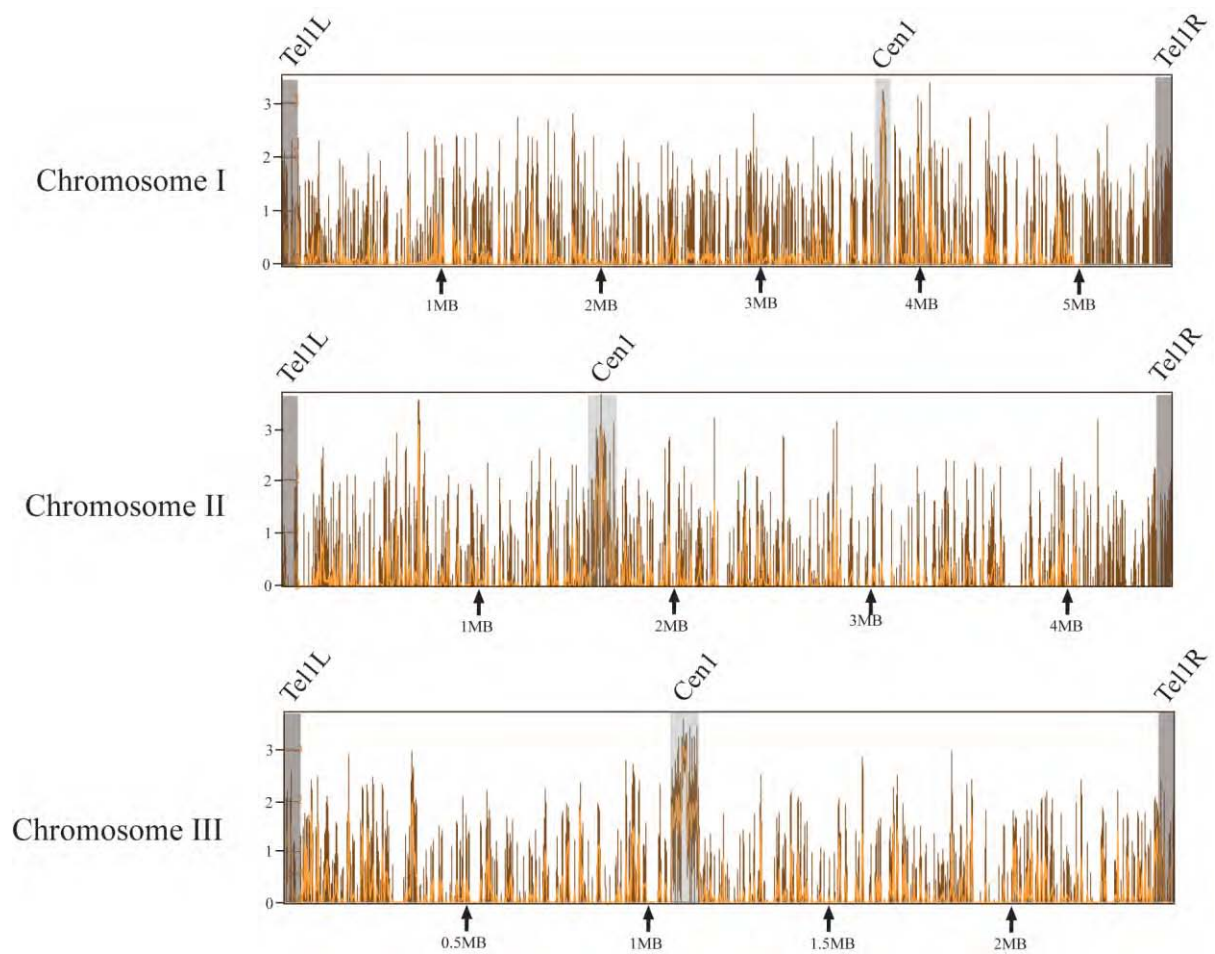 Tel1L Cen1 Tel1R
Chromosome I
3
2
1
0
1MB 2MB 3MB 4MB 5MB
Tel1L Cen1 Tel1R
Chromosome II
3
2
1
0
1MB 2MB 3MB 4MB
Tel1L Cen1 Tel1R
Chromosome III
3
2
1
0
0.5MB 1MB 1.5MB 2MB